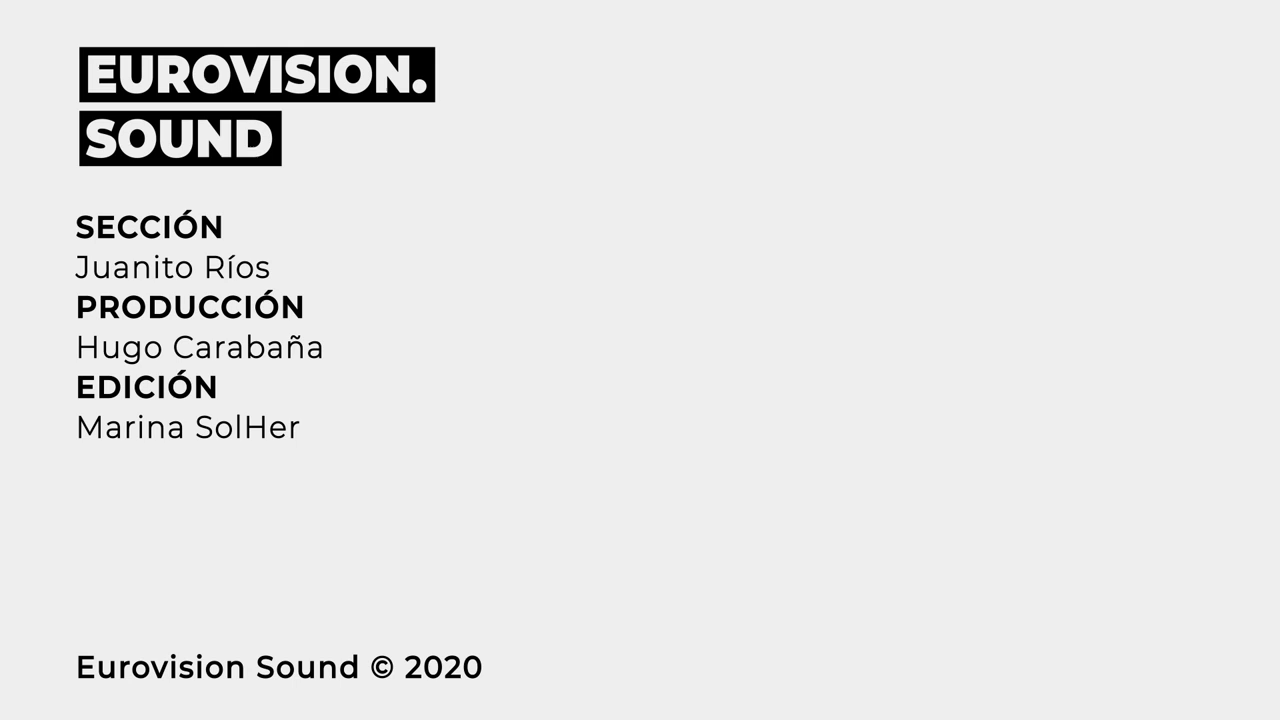 EUROVISION.
SOUND
SECCIÓN
Juanito Ríos
PRODUCCIÓN
Hugo Carabaña
EDICIÓN
Marina SolHer
Eurovision Sound © 2020